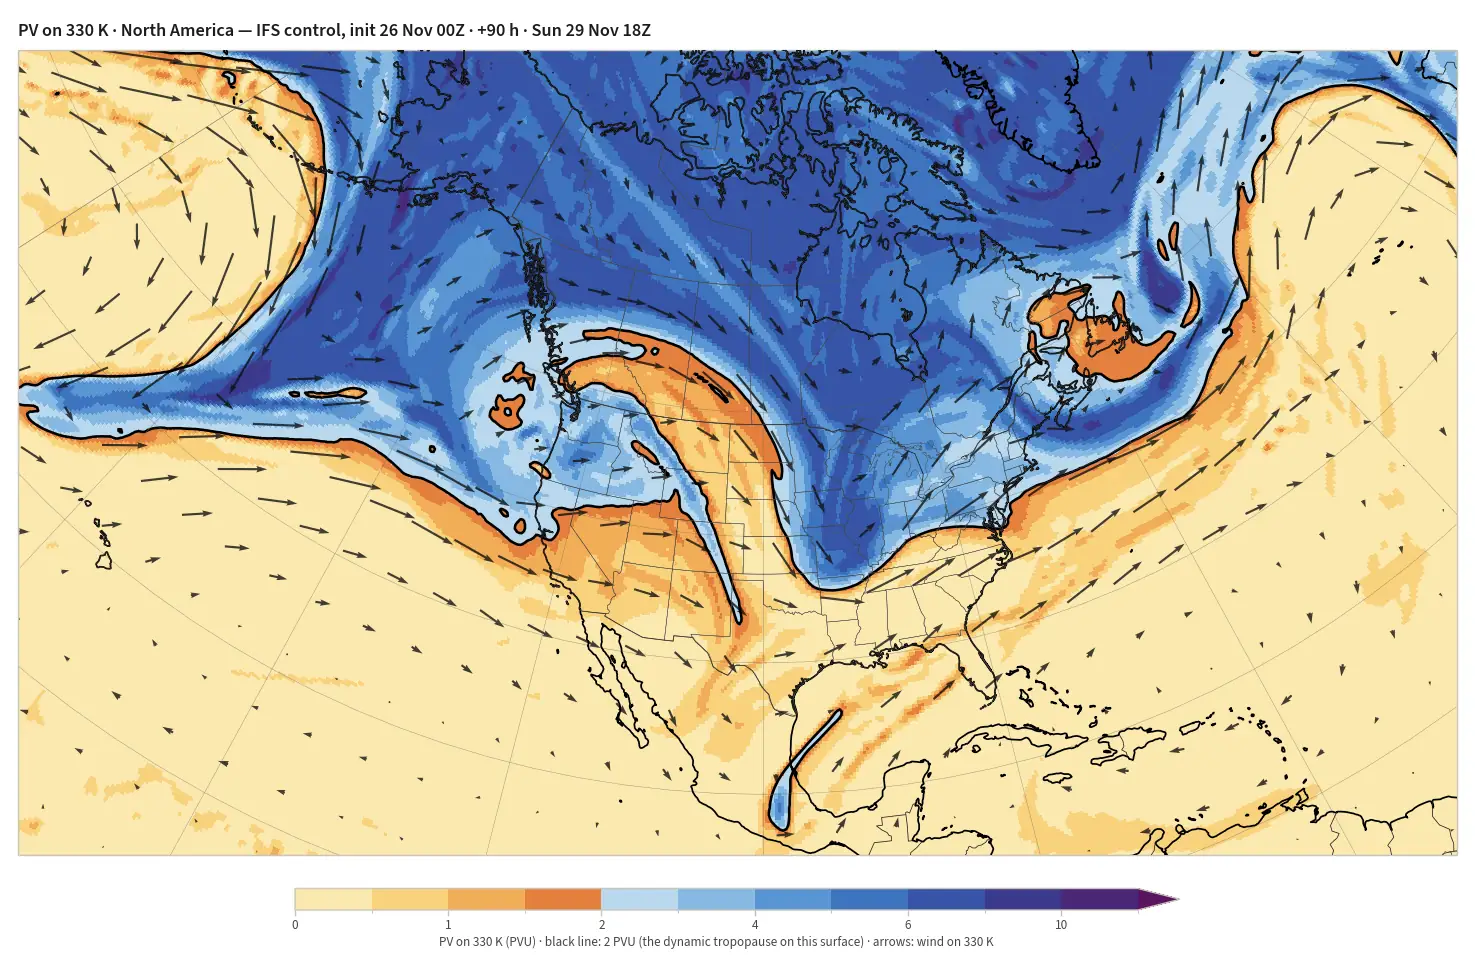 PV on 330 K · North America — IFS control, init 26 Nov 00Z · +90 h · Sun 29 Nov 18Z
0 1 2 4 6 8 10
PV on 330 K (PVU) · black line: 2 PVU (the dynamic tropopause on this surface) · arrows: wind on 330 K